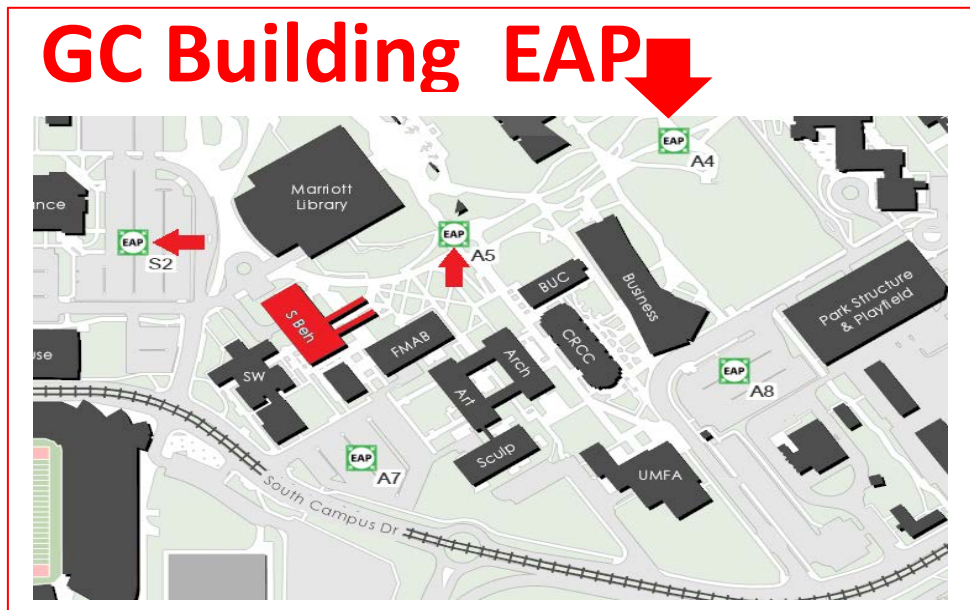 GC Building EAP
EAP
A4
Marriott
Library
ance
EAP
S2
EAP
A5
BUC
Business
Park Structure
& Playfield
S Beh
FMAB
CRCC
Arch
use
SW
Art
EAP
A8
EAP
A7
Sculp
UMFA
South Campus Dr